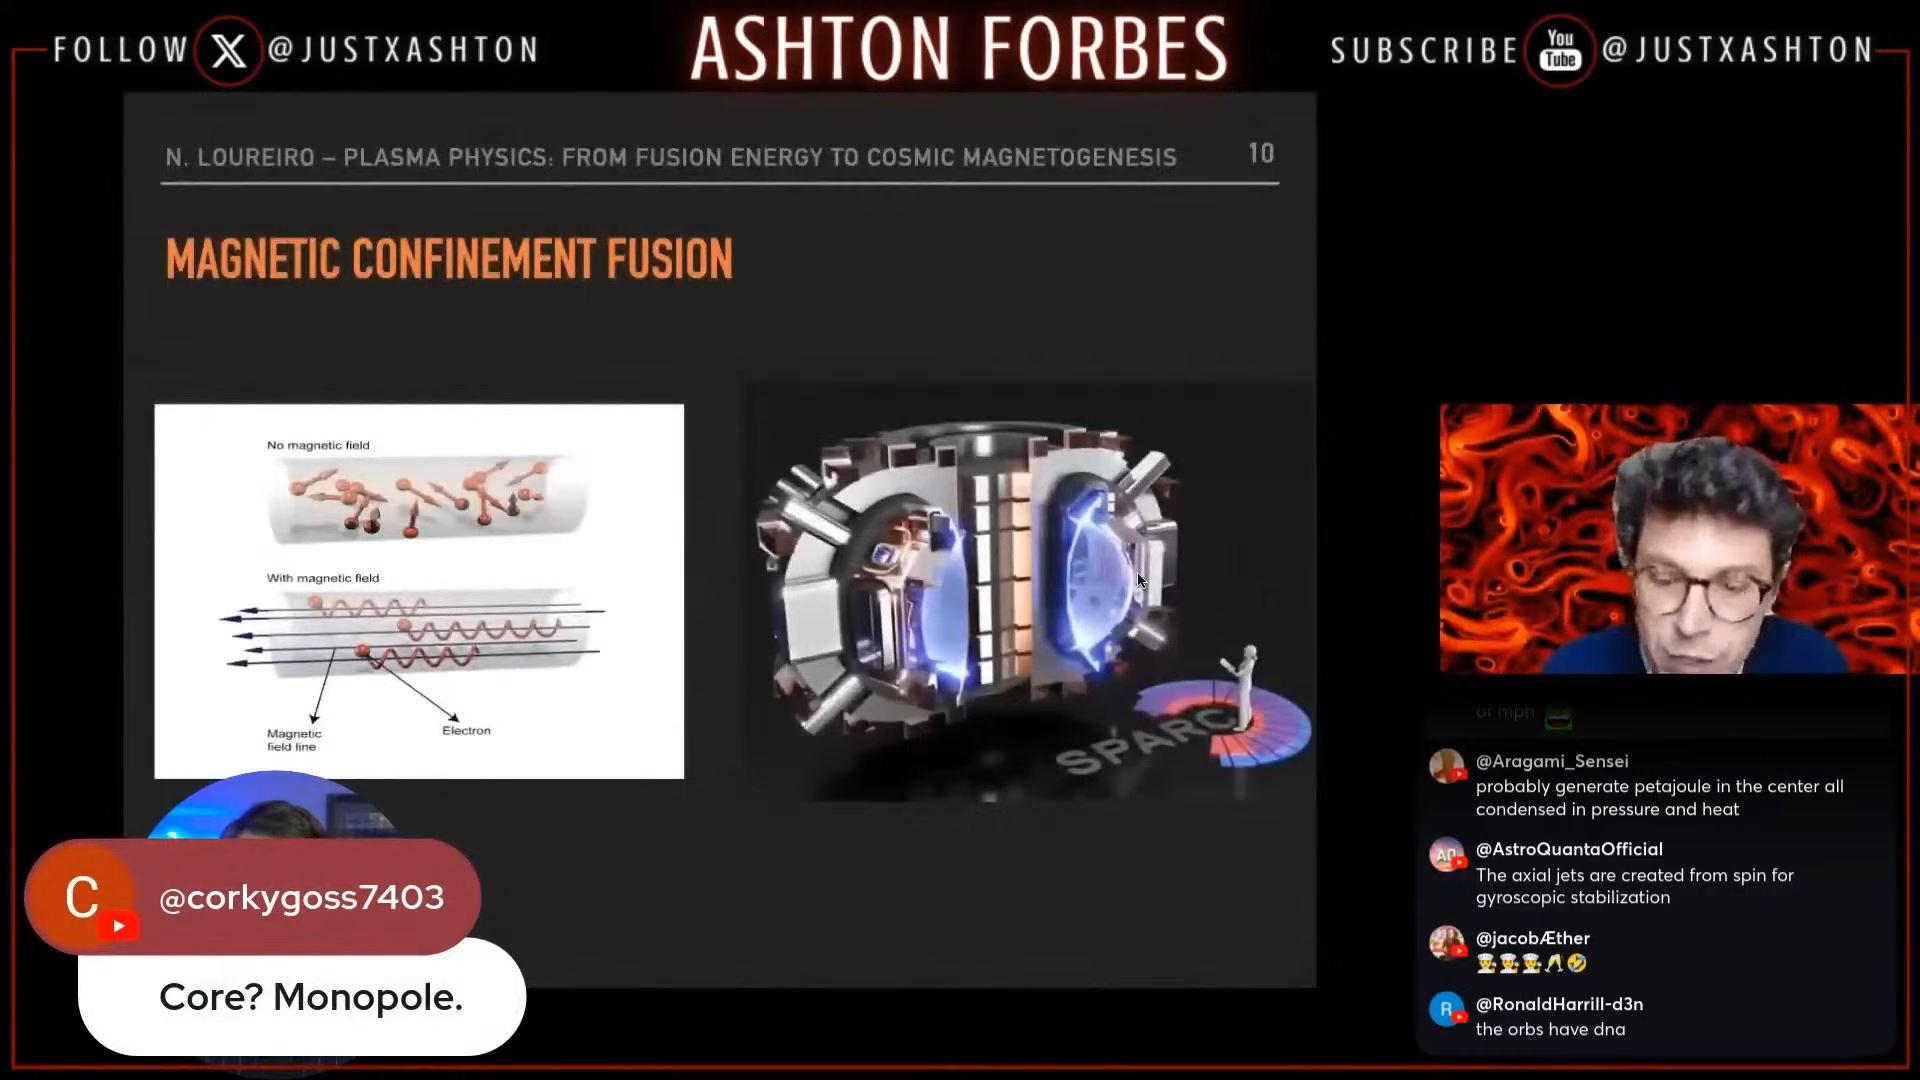 FOLLOW X @JUSTXASHTON
ASHTON FORBES
SUBSCRIBE You Tube @JUSTXASHTON
N. LOUREIRO – PLASMA PHYSICS: FROM FUSION ENERGY TO COSMIC MAGNETOGENESIS
10
MAGNETIC CONFINEMENT FUSION
No magnetic field
With magnetic field
Magnetic
field line
Electron
SPARC
of mph
@Aragami_Sensei
probably generate petajoule in the center all
condensed in pressure and heat
AQ
@AstroQuantaOfficial
The axial jets are created from spin for
gyroscopic stabilization
@jacobÆther
R
@RonaldHarrill-d3n
the orbs have dna
C
@corkygoss7403
Core? Monopole.